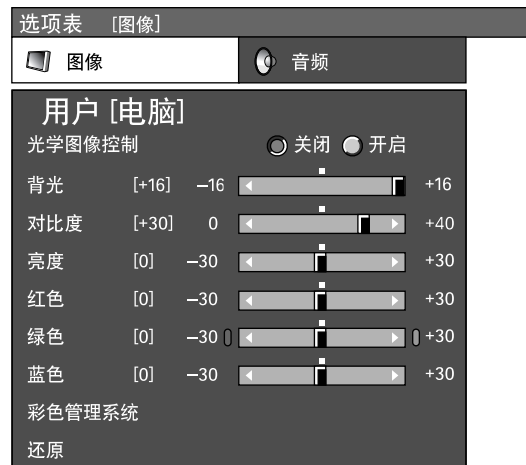 选项表 [图像]
图像 音频
用户 [电脑]
光学图像控制 关闭 开启
背光 [+16] −16 +16
对比度 [+30] 0 +40
亮度 [0] −30 +30
红色 [0] −30 +30
绿色 [0] −30 +30
蓝色 [0] −30 +30
彩色管理系统
还原